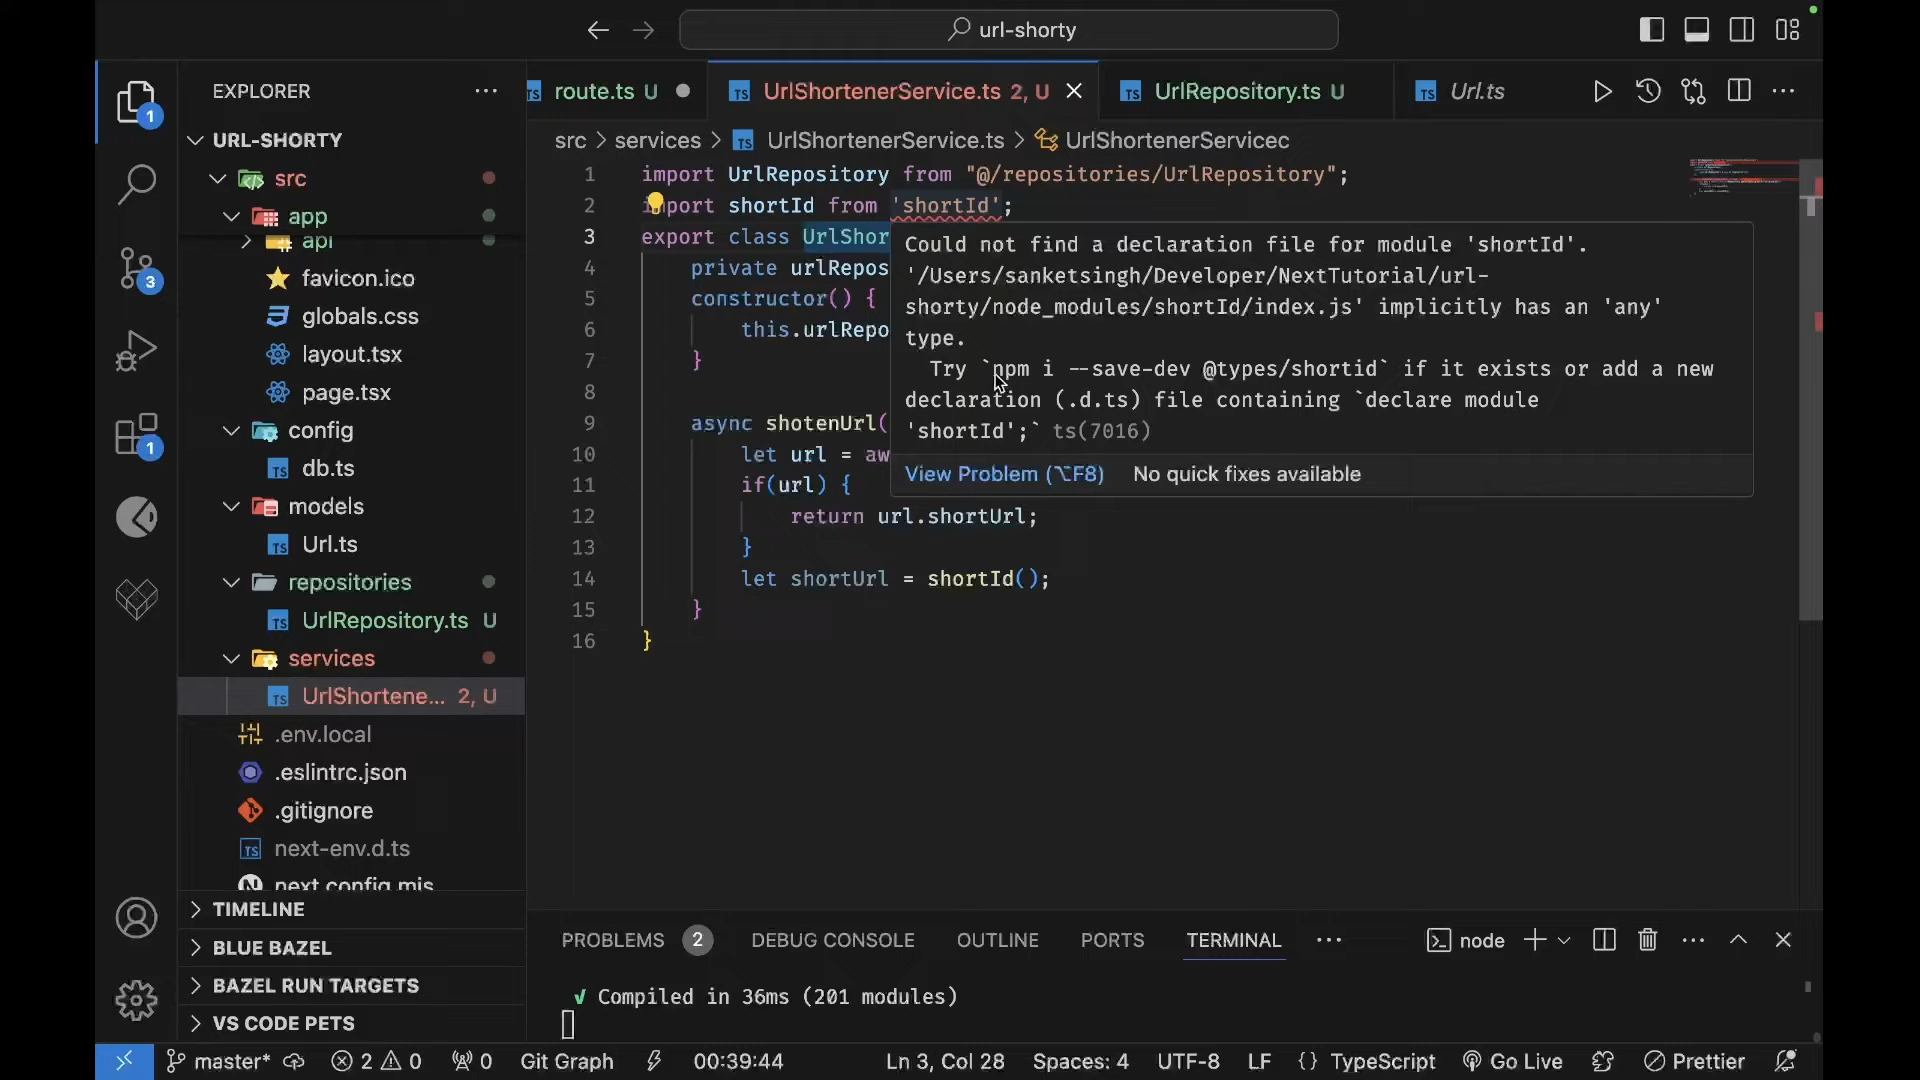 url-shorty
EXPLORER
route.ts U
UrlShortenerService.ts 2, U
UrlRepository.ts U
Url.ts
URL-SHORTY
src > services > UrlShortenerService.ts > UrlShortenerServicec
src
app
api
favicon.ico
globals.css
layout.tsx
page.tsx
config
db.ts
models
Url.ts
repositories
UrlRepository.ts U
services
UrlShortene... 2, U
.env.local
.eslintrc.json
.gitignore
next-env.d.ts
next.config.mjs
TIMELINE
BLUE BAZEL
BAZEL RUN TARGETS
VS CODE PETS
1
3
1
1 import UrlRepository from "@/repositories/UrlRepository";
2 import shortId from 'shortId';
3 export class UrlShor
4 private urlRepos
5 constructor() {
6 this.urlRepo
7 }
8
9 async shotenUrl(
10 let url = aw
11 if(url) {
12 return url.shortUrl;
13 }
14 let shortUrl = shortId();
15 }
16 }
Could not find a declaration file for module 'shortId'.
'/Users/sanketsingh/Developer/NextTutorial/url-
shorty/node_modules/shortId/index.js' implicitly has an 'any'
type.
Try `npm i --save-dev @types/shortid` if it exists or add a new
declaration (.d.ts) file containing `declare module
'shortId';` ts(7016)
View Problem (⌥F8) No quick fixes available
PROBLEMS 2 DEBUG CONSOLE OUTLINE PORTS TERMINAL ... node
✓ Compiled in 36ms (201 modules)
master* 2 0 0 Git Graph 00:39:44 Ln 3, Col 28 Spaces: 4 UTF-8 LF {} TypeScript Go Live Prettier